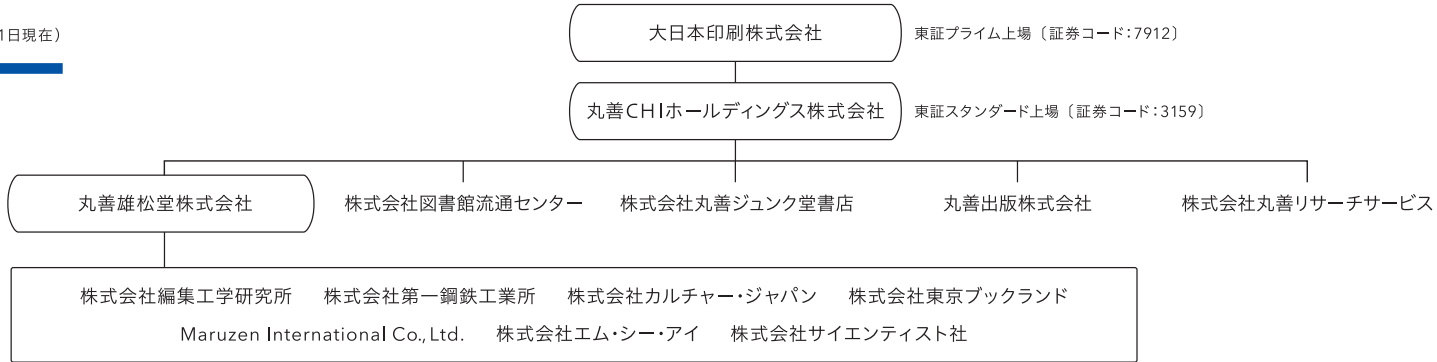 1日現在)
大日本印刷株式会社 東証プライム上場〔証券コード:7912〕
丸善CHIホールディングス株式会社 東証スタンダード上場〔証券コード:3159〕
丸善雄松堂株式会社 株式会社図書館流通センター 株式会社丸善ジュンク堂書店 丸善出版株式会社 株式会社丸善リサーチサービス
株式会社編集工学研究所 株式会社第一鋼鉄工業所 株式会社カルチャー・ジャパン 株式会社東京ブックランド
Maruzen International Co., Ltd. 株式会社エム・シー・アイ 株式会社サイエンティスト社